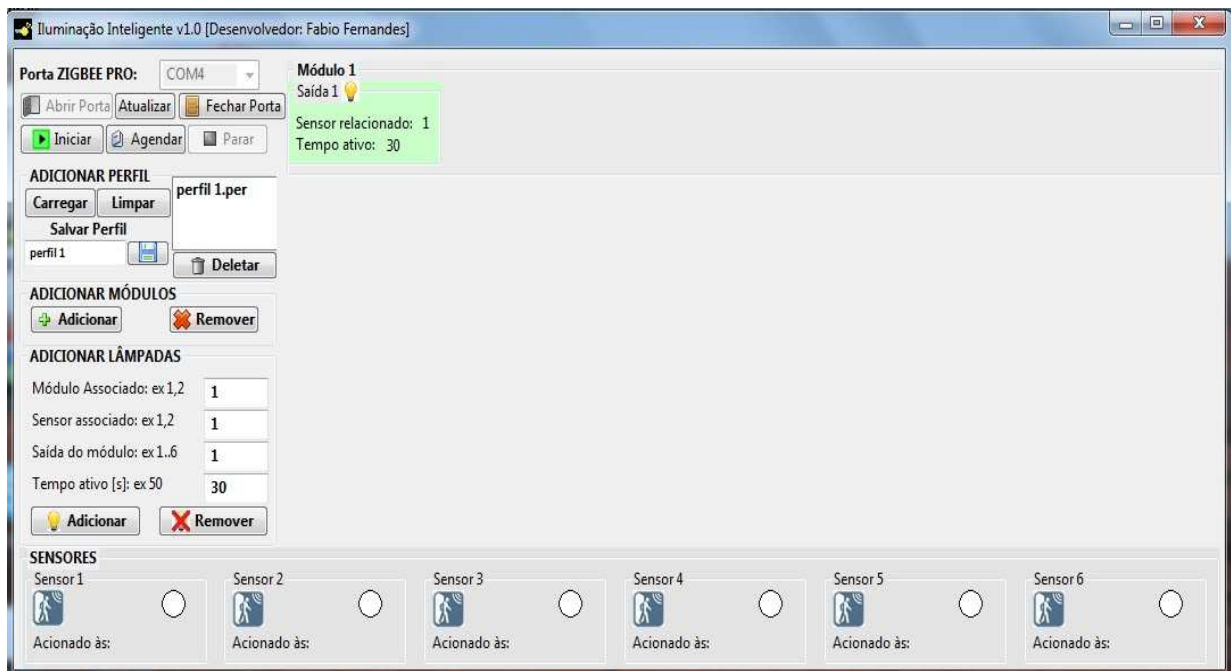 Iluminação Inteligente v1.0 [Desenvolvedor: Fabio Fernandes]
Porta ZIGBEE PRO: COM4
Abrir Porta Atualizar Fechar Porta
Iniciar Agendar Parar
ADICIONAR PERFIL
Carregar Limpar
perfil 1.per
Salvar Perfil
perfil 1
Deletar
ADICIONAR MÓDULOS
Adicionar Remover
ADICIONAR LÂMPADAS
Módulo Associado: ex 1,2 1
Sensor associado: ex 1,2 1
Saída do módulo: ex 1..6 1
Tempo ativo [s]: ex 50 30
Adicionar Remover
Módulo 1
Saída 1
Sensor relacionado: 1
Tempo ativo: 30
SENSORES
Sensor 1 Sensor 2 Sensor 3 Sensor 4 Sensor 5 Sensor 6
Acionado às: Acionado às: Acionado às: Acionado às: Acionado às: Acionado às: